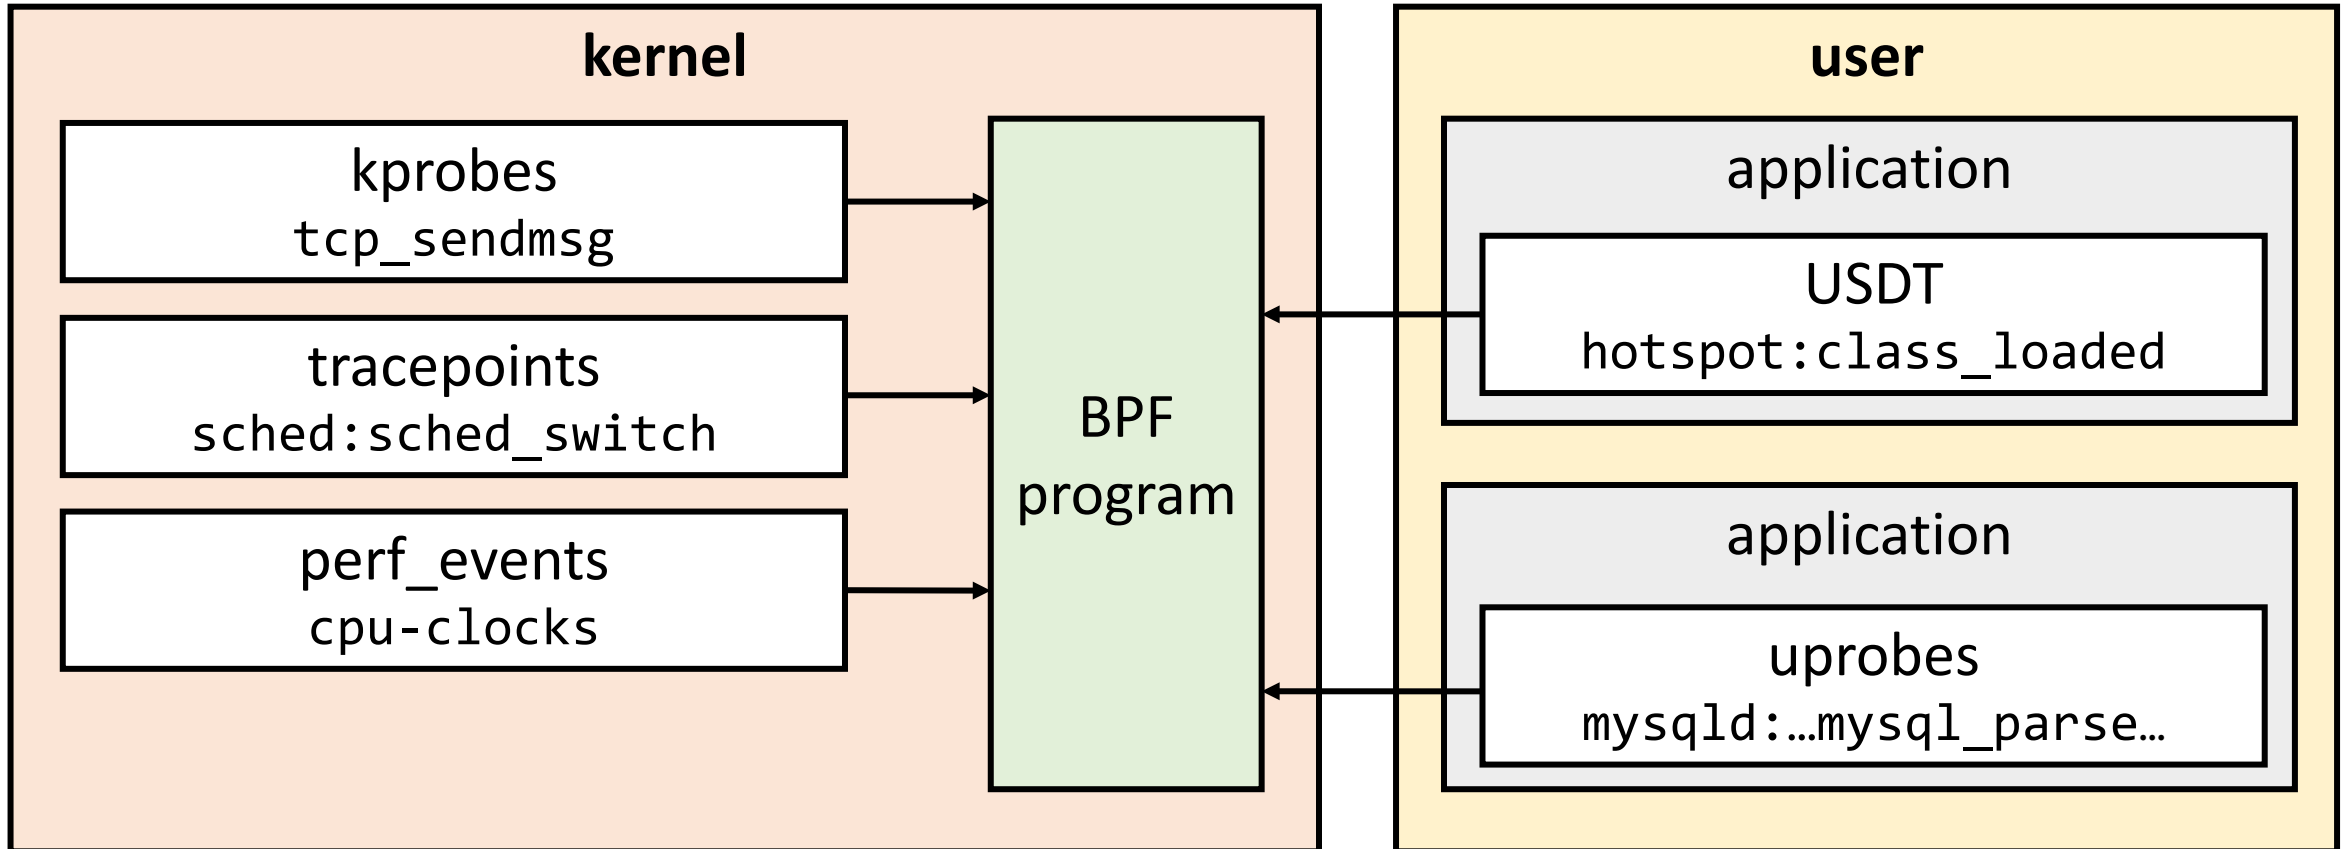 kernel
kprobes
tcp_sendmsg
tracepoints
sched:sched_switch
perf_events
cpu-clocks
BPF
program
user
application
USDT
hotspot:class_loaded
application
uprobes
mysqld:…mysql_parse…